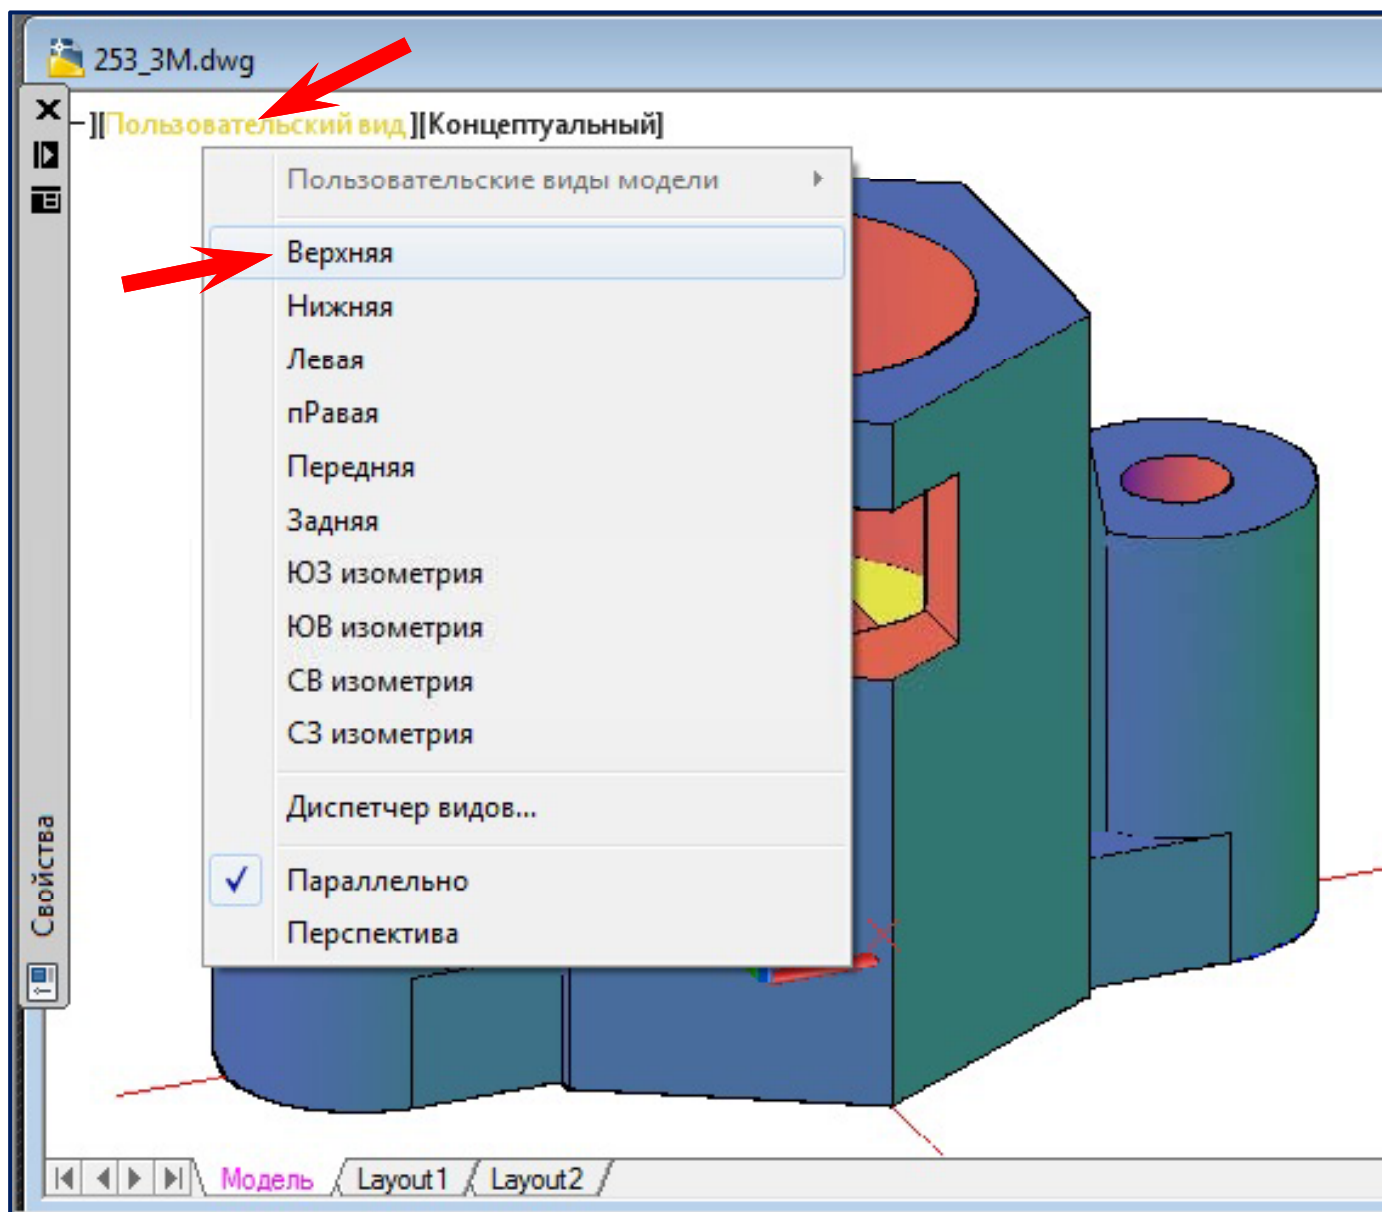 253_3M.dwg
–][Пользовательский вид][Концептуальный]
Пользовательские виды модели
Верхняя
Нижняя
Левая
пРавая
Передняя
Задняя
ЮЗ изометрия
ЮВ изометрия
СВ изометрия
СЗ изометрия
Диспетчер видов...
Параллельно
Перспектива
Свойства
X
Модель
Layout1
Layout2